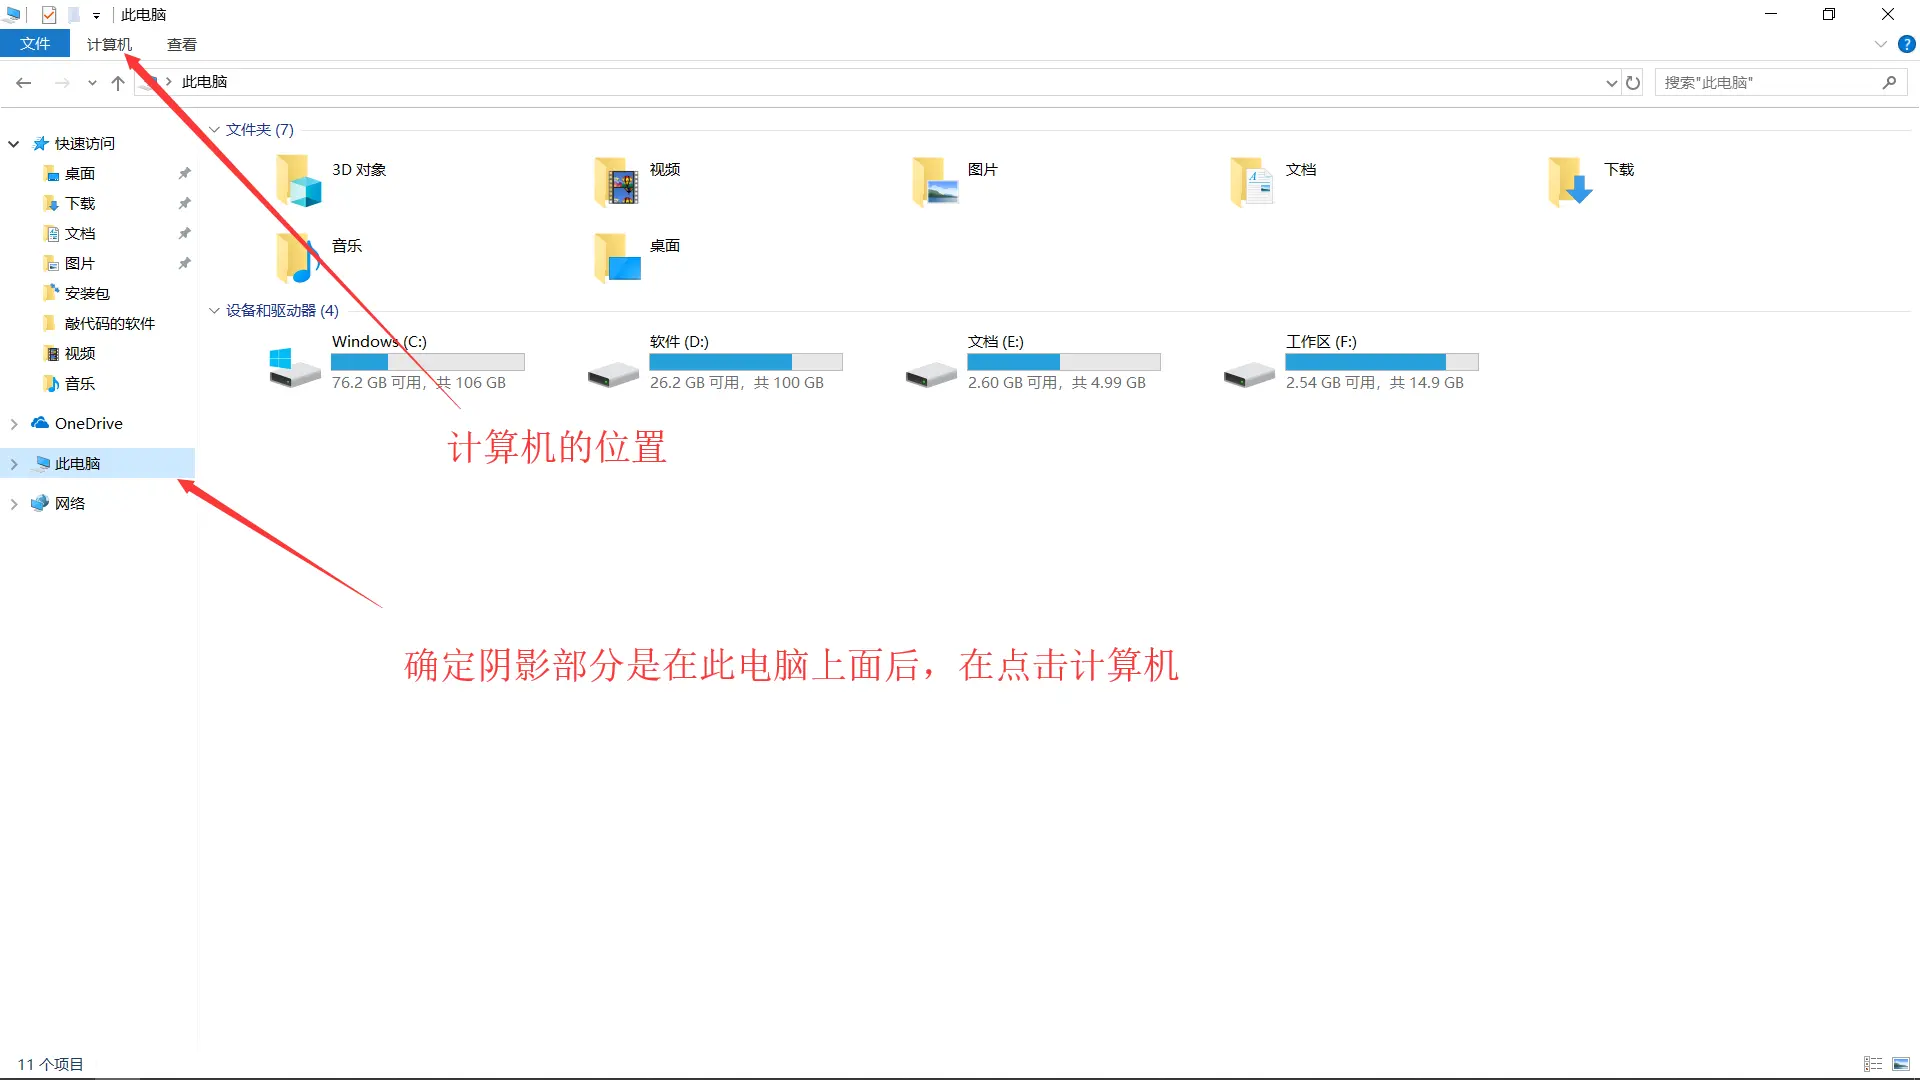 此电脑
文件 计算机 查看
此电脑
搜索"此电脑"
快速访问
桌面
下载
文档
图片
安装包
敲代码的软件
视频
音乐
OneDrive
此电脑
网络
文件夹 (7)
3D 对象
视频
图片
文档
下载
音乐
桌面
设备和驱动器 (4)
Windows (C:)
76.2 GB 可用，共 106 GB
软件 (D:)
26.2 GB 可用，共 100 GB
文档 (E:)
2.60 GB 可用，共 4.99 GB
工作区 (F:)
2.54 GB 可用，共 14.9 GB
计算机的位置
确定阴影部分是在此电脑上面后，在点击计算机
11 个项目